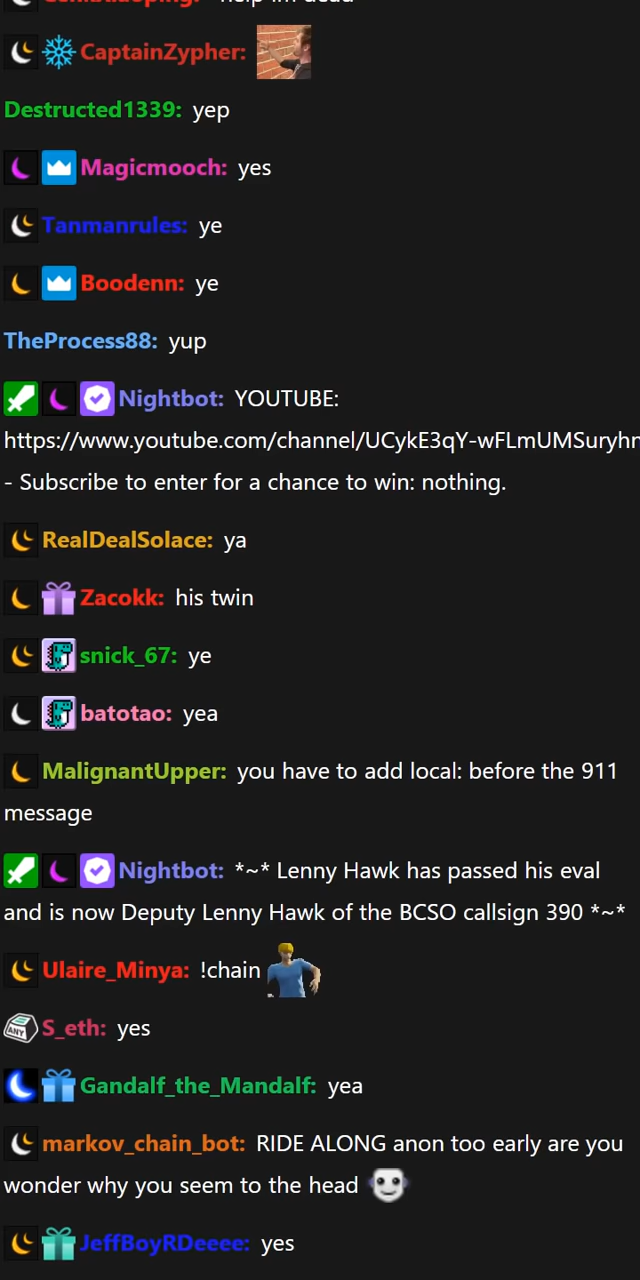 CaptainZypher:
Destructed1339: yep
Magicmooch: yes
Tanmanrules: ye
Boodenn: ye
TheProcess88: yup
Nightbot: YOUTUBE:
https://www.youtube.com/channel/UCykE3qY-wFLmUMSuryhr
- Subscribe to enter for a chance to win: nothing.
RealDealSolace: ya
Zacokk: his twin
snick_67: ye
batotao: yea
MalignantUpper: you have to add local: before the 911
message
Nightbot: *~* Lenny Hawk has passed his eval
and is now Deputy Lenny Hawk of the BCSO callsign 390 *~*
Ulaire_Minya: !chain
ANY S_eth: yes
Gandalf_the_Mandalf: yea
markov_chain_bot: RIDE ALONG anon too early are you
wonder why you seem to the head
JeffBoyRDeeee: yes